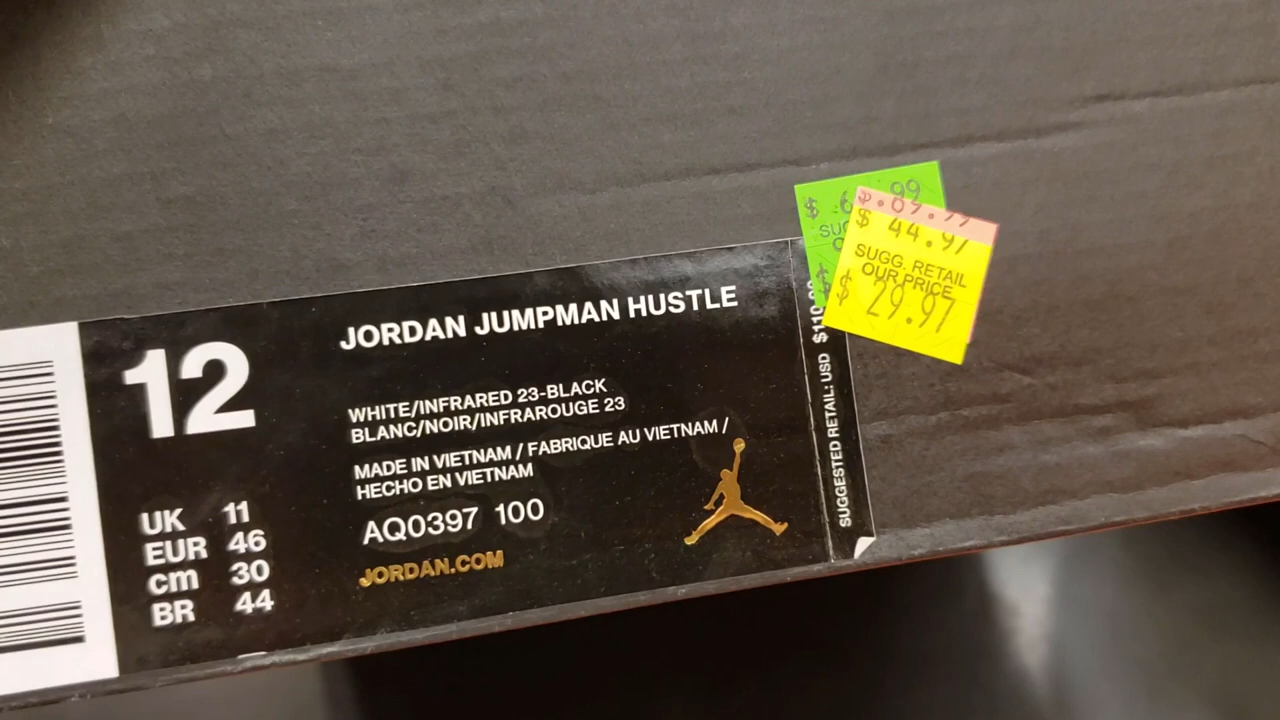 12
UK 11
EUR 46
cm 30
BR 44
JORDAN JUMPMAN HUSTLE
WHITE/INFRARED 23-BLACK
BLANC/NOIR/INFRAROUGE 23
MADE IN VIETNAM / FABRIQUE AU VIETNAM /
HECHO EN VIETNAM
AQ0397 100
JORDAN.COM
SUGGESTED RETAIL: USD $110
$ 44.97
SUGG. RETAIL
OUR PRICE
$ 29.97